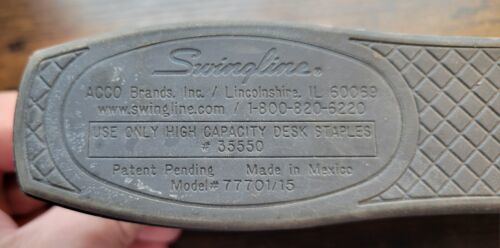 Swingline®
ACCO Brands, Inc. / Lincolnshire, IL 60069
www.swingline.com / 1-800-820-6220
USE ONLY HIGH CAPACITY DESK STAPLES
# 35550
Patent Pending Made in Mexico
Model# 77701/15